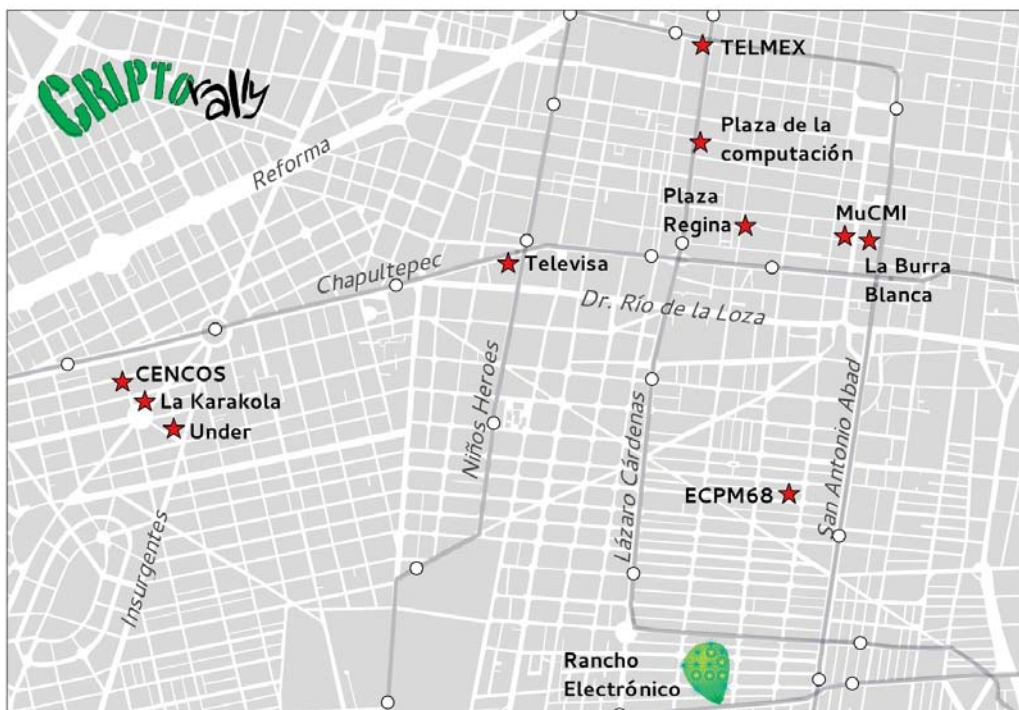 CRIPTOrally
TELMEX
Plaza de la
computación
Reforma
Plaza
Regina
MuCMI
La Burra
Blanca
Televisa
Chapultepec
Dr. Río de la Loza
CENCOS
La Karakola
Under
Niños Heroes
Lázaro Cárdenas
San Antonio Abad
ECPM68
Insurgentes
Rancho
Electrónico